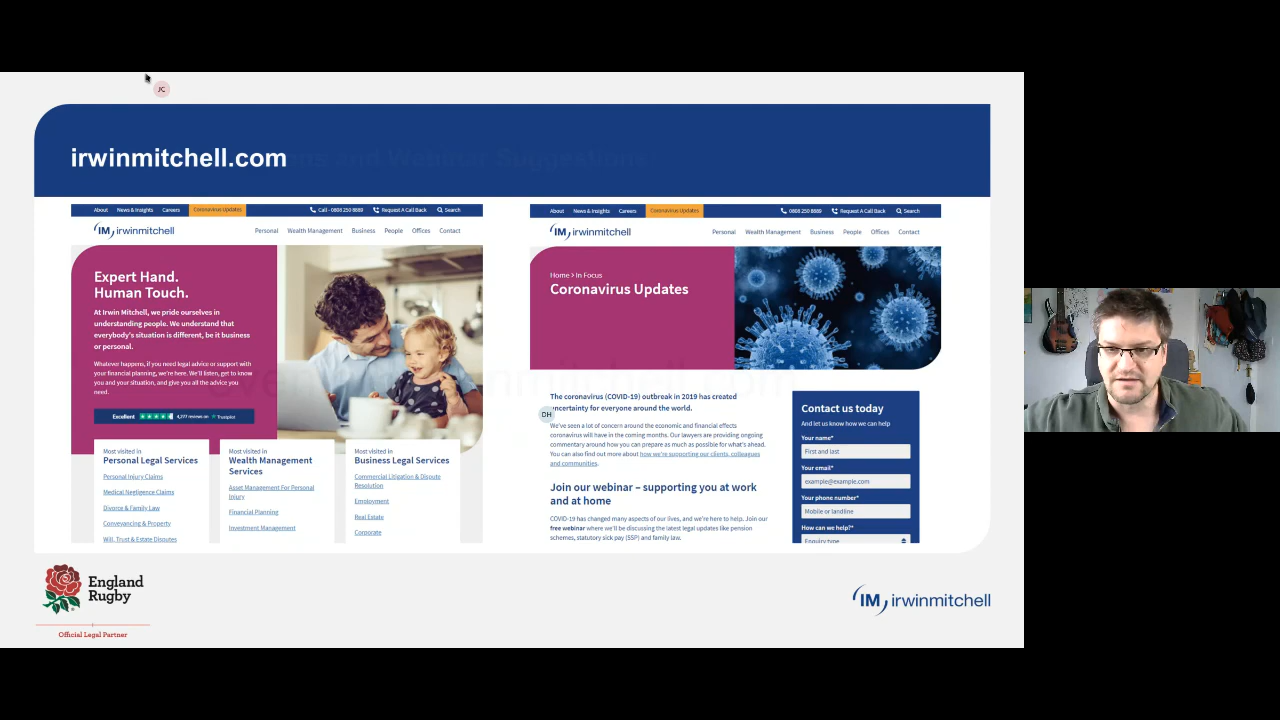 JC
irwinmitchell.com
About News & Insights Careers Coronavirus Updates Call - 0808 250 8889 Request A Call Back Search
IM irwinmitchell
Personal Wealth Management Business People Offices Contact
Expert Hand.
Human Touch.
At Irwin Mitchell, we pride ourselves in
understanding people. We understand that
everybody's situation is different, be it business
or personal.
Whatever happens, if you need legal advice or support with
your financial planning, we're here. We'll listen, get to know
you and your situation, and give you all the advice you
need.
Excellent 4,277 reviews on Trustpilot
Most visited in
Personal Legal Services
Personal Injury Claims
Medical Negligence Claims
Divorce & Family Law
Conveyancing & Property
Will, Trust & Estate Disputes
Most visited in
Wealth Management
Services
Asset Management For Personal
Injury
Financial Planning
Investment Management
Most visited in
Business Legal Services
Commercial Litigation & Dispute
Resolution
Employment
Real Estate
Corporate
About News & Insights Careers Coronavirus Updates 0808 250 8889 Request A Call Back Search
IM irwinmitchell
Personal Wealth Management Business People Offices Contact
Home > In Focus
Coronavirus Updates
The coronavirus (COVID-19) outbreak in 2019 has created
uncertainty for everyone around the world.
DH
We've seen a lot of concern around the economic and financial effects
coronavirus will have in the coming months. Our lawyers are providing ongoing
commentary around how you can prepare as much as possible for what's ahead.
You can also find out more about how we're supporting our clients, colleagues
and communities.
Join our webinar – supporting you at work
and at home
COVID-19 has changed many aspects of our lives, and we're here to help. Join our
free webinar where we'll be discussing the latest legal updates like pension
schemes, statutory sick pay (SSP) and family law.
Contact us today
And let us know how we can help
Your name*
First and last
Your email*
example@example.com
Your phone number*
Mobile or landline
How can we help?*
Enquiry type
England
Rugby
Official Legal Partner
IM irwinmitchell